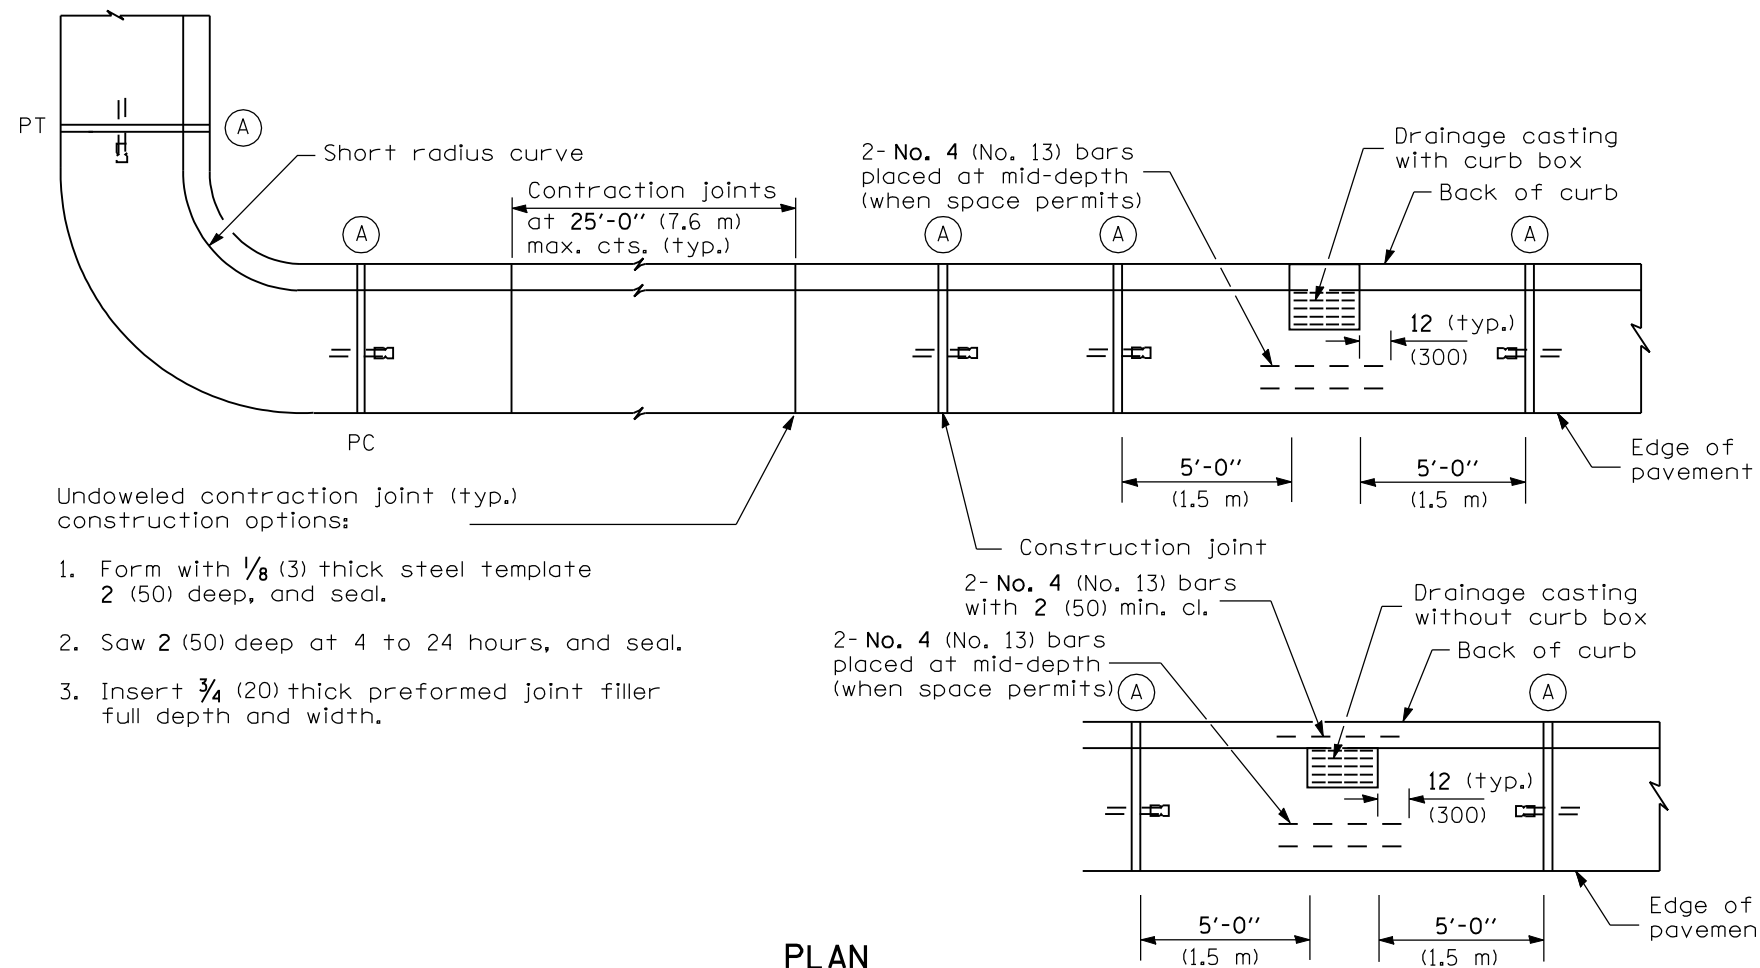 PT
A
Short radius curve
Contraction joints
at 25'-0" (7.6 m)
max. cts. (typ.)
2- No. 4 (No. 13) bars
placed at mid-depth
(when space permits)
Drainage casting
with curb box
Back of curb
A
A
A
A
12 (typ.)
(300)
PC
5'-0"
(1.5 m)
5'-0"
(1.5 m)
Edge of
pavement
Undoweled contraction joint (typ.)
construction options:
1. Form with 1/8 (3) thick steel template
2 (50) deep, and seal.
2. Saw 2 (50) deep at 4 to 24 hours, and seal.
3. Insert 3/4 (20) thick preformed joint filler
full depth and width.
Construction joint
2- No. 4 (No. 13) bars
with 2 (50) min. cl.
2- No. 4 (No. 13) bars
placed at mid-depth
(when space permits)
Drainage casting
without curb box
Back of curb
A
A
12 (typ.)
(300)
5'-0"
(1.5 m)
5'-0"
(1.5 m)
Edge of
pavemen
PLAN